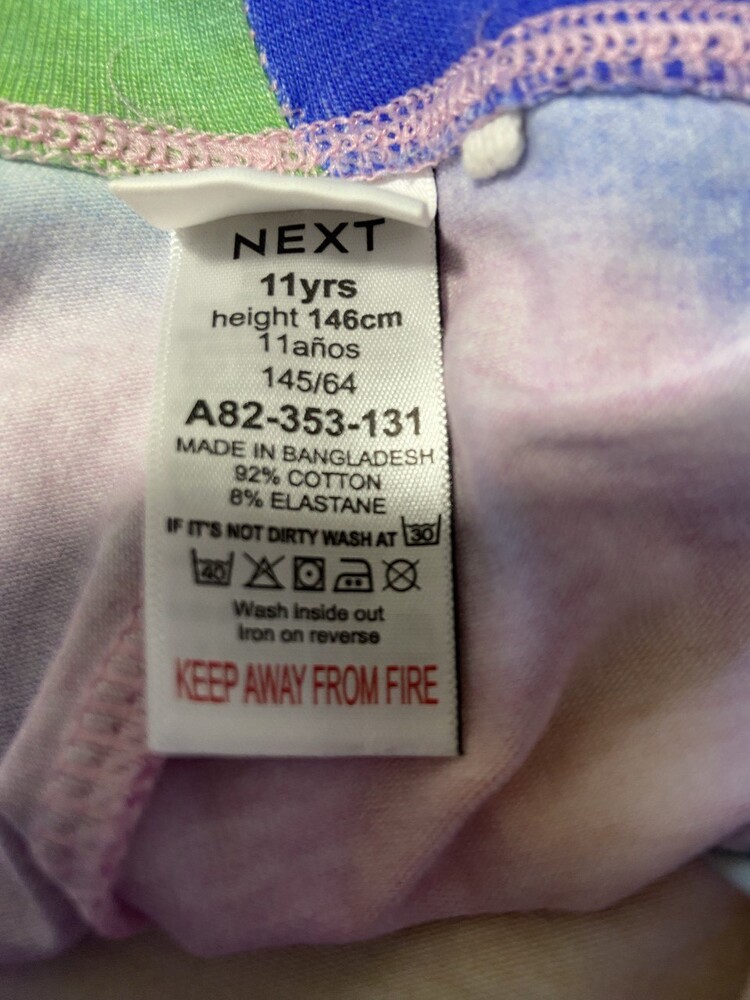 NEXT
11yrs
height 146cm
11años
145/64
A82-353-131
MADE IN BANGLADESH
92% COTTON
8% ELASTANE
IF IT'S NOT DIRTY WASH AT 30
40
Wash inside out
Iron on reverse
KEEP AWAY FROM FIRE